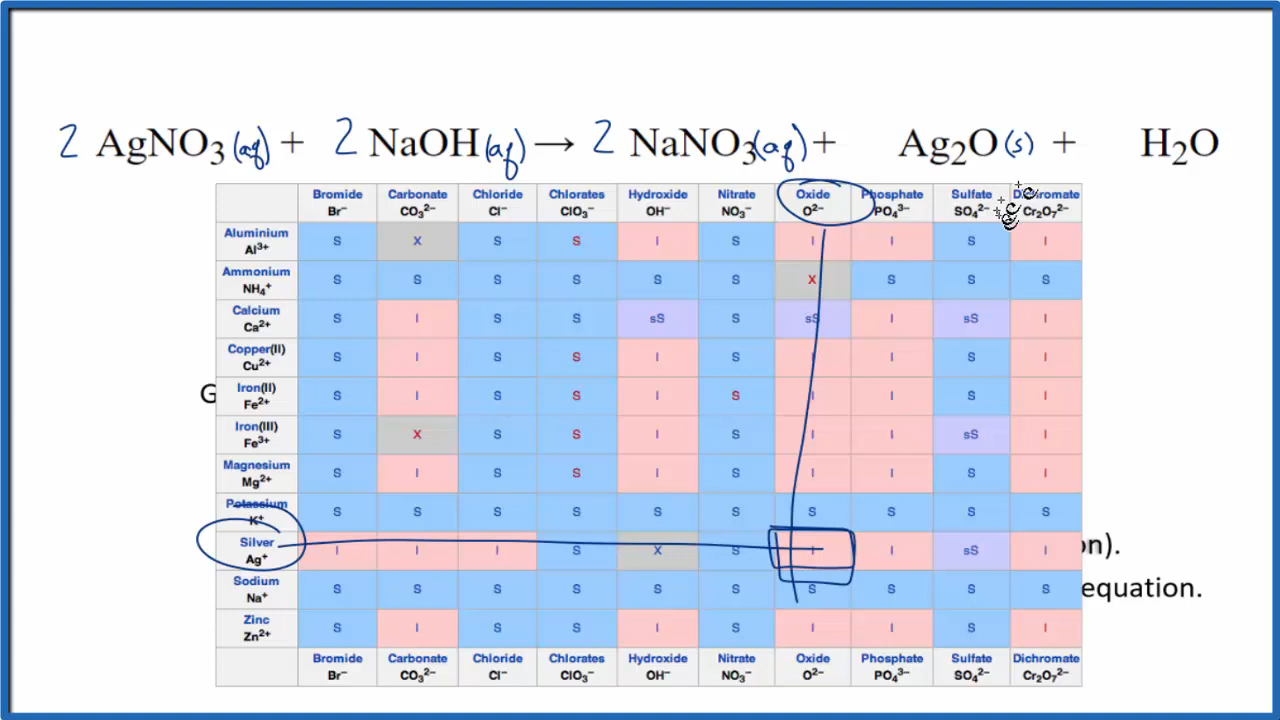 2 AgNO₃(aq) + 2 NaOH(aq) → 2 NaNO₃(aq) + Ag₂O(s) + H₂O
Bromide Carbonate Chloride Chlorates Hydroxide Nitrate Oxide Phosphate Sulfate Dichromate
Br⁻ CO₃²⁻ Cl⁻ ClO₃⁻ OH⁻ NO₃⁻ O²⁻ PO₄³⁻ SO₄²⁻ Cr₂O₇²⁻
Aluminium
Al³⁺ S X S S I S I I S I
Ammonium
NH₄⁺ S S S S S S X S S S
Calcium
Ca²⁺ S I S S sS S sS I sS I
Copper(II)
Cu²⁺ S I S S I S I I S I
G
Iron(II)
Fe²⁺ S I S S I S I I S I
Iron(III)
Fe³⁺ S X S S I S I I sS I
Magnesium
Mg²⁺ S I S S I S I I S I
Potassium
K⁺ S S S S S S S S S S
Silver
Ag⁺ I I I S X S I I sS I
on).
Sodium
Na⁺ S S S S S S S S S S
equation.
Zinc
Zn²⁺ S I S S I S I I S I
Bromide Carbonate Chloride Chlorates Hydroxide Nitrate Oxide Phosphate Sulfate Dichromate
Br⁻ CO₃²⁻ Cl⁻ ClO₃⁻ OH⁻ NO₃⁻ O²⁻ PO₄³⁻ SO₄²⁻ Cr₂O₇²⁻